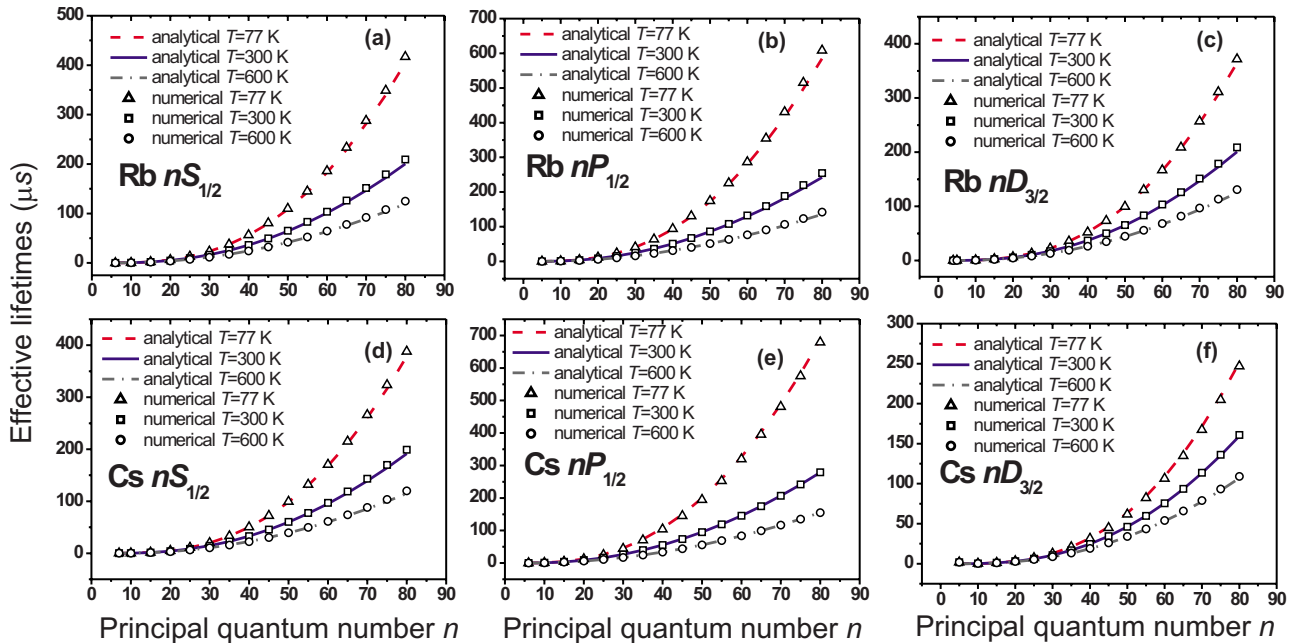 500
400
300
200
100
0
analytical T=77 K
analytical T=300 K
analytical T=600 K
numerical T=77 K
numerical T=300 K
numerical T=600 K
(a)
Rb nS1/2
0 10 20 30 40 50 60 70 80 90
700
600
500
400
300
200
100
0
analytical T=77 K
analytical T=300 K
analytical T=600 K
numerical T=77 K
numerical T=300 K
numerical T=600 K
(b)
Rb nP1/2
0 10 20 30 40 50 60 70 80 90
400
300
200
100
0
analytical T=77 K
analytical T=300 K
analytical T=600 K
numerical T=77 K
numerical T=300 K
numerical T=600 K
(c)
Rb nD3/2
0 10 20 30 40 50 60 70 80 90
Effective lifetimes (μs)
400
300
200
100
0
analytical T=77 K
analytical T=300 K
analytical T=600 K
numerical T=77 K
numerical T=300 K
numerical T=600 K
(d)
Cs nS1/2
0 10 20 30 40 50 60 70 80 90
Principal quantum number n
700
600
500
400
300
200
100
0
analytical T=77 K
analytical T=300 K
analytical T=600 K
numerical T=77 K
numerical T=300 K
numerical T=600 K
(e)
Cs nP1/2
0 10 20 30 40 50 60 70 80 90
Principal quantum number n
300
250
200
150
100
50
0
analytical T=77 K
analytical T=300 K
analytical T=600 K
numerical T=77 K
numerical T=300 K
numerical T=600 K
(f)
Cs nD3/2
0 10 20 30 40 50 60 70 80 90
Principal quantum number n